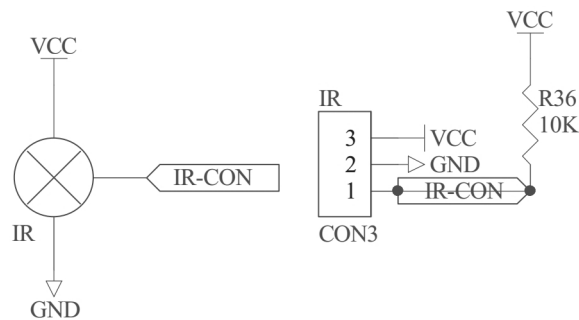 VCC
IR-CON
IR
GND
VCC
IR
R36
10K
3
VCC
2
GND
1
IR-CON
CON3